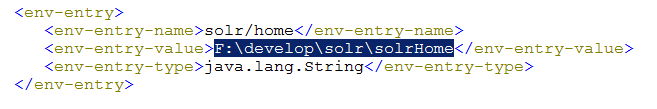 <env-entry>
<env-entry-name>solr/home</env-entry-name>
<env-entry-value>F:\develop\solr\solrHome</env-entry-value>
<env-entry-type>java.lang.String</env-entry-type>
</env-entry>